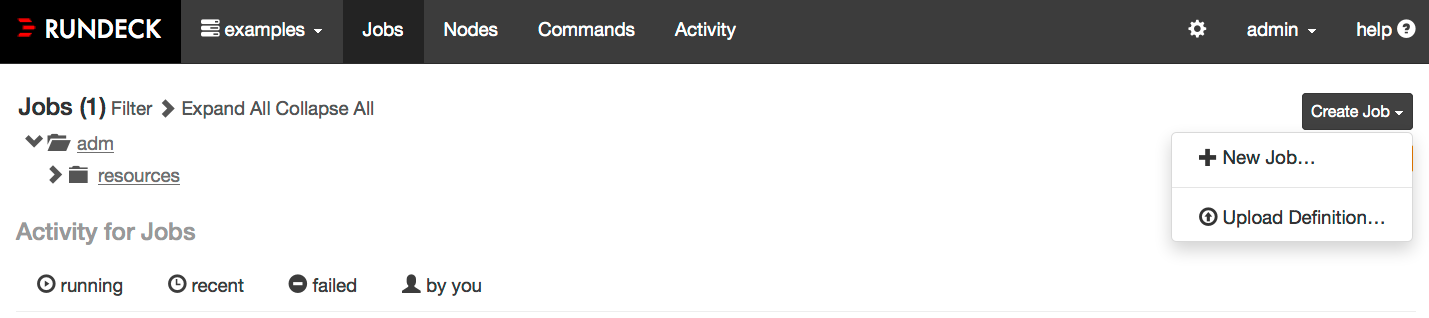 RUNDECK examples Jobs Nodes Commands Activity admin help
Jobs (1) Filter Expand All Collapse All Create Job
adm
New Job...
resources
Upload Definition...
Activity for Jobs
running recent failed by you